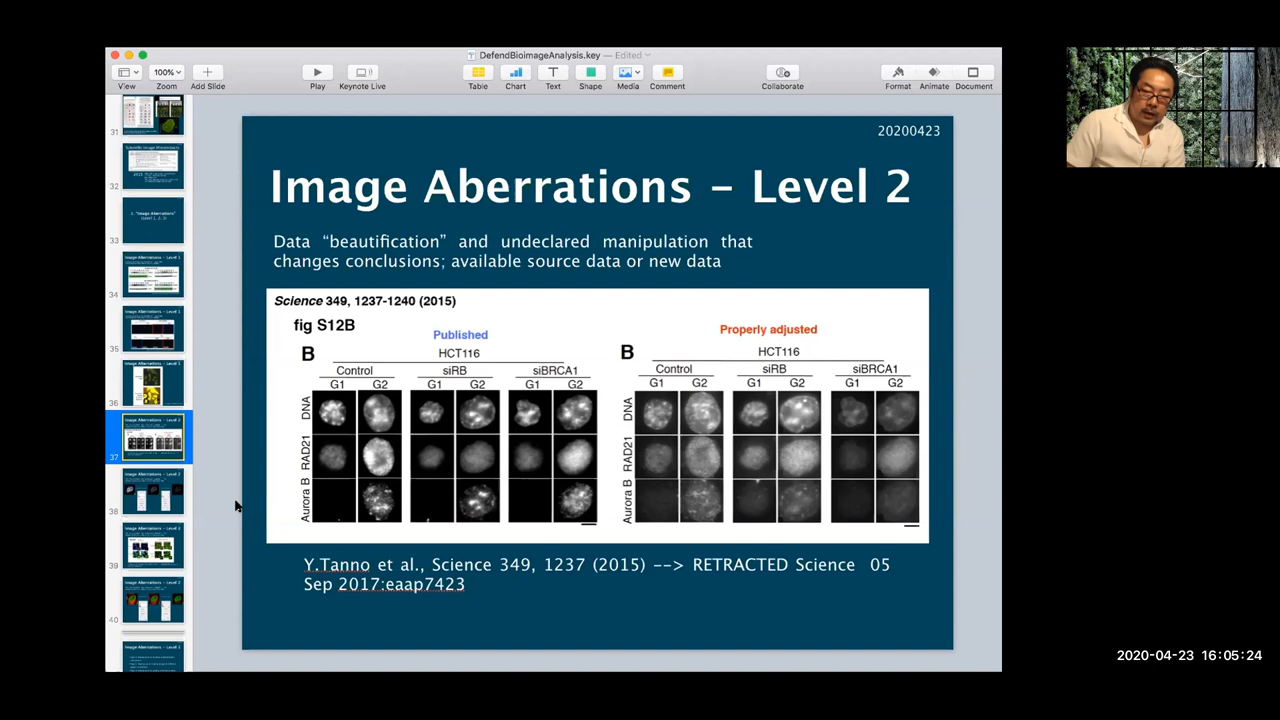 DefendBioimageAnalysis.key — Edited
100%
View Zoom Add Slide Play Keynote Live Table Chart Text Shape Media Comment Collaborate Format Animate Document
31
32
33
34
35
36
37
38
39
40
20200423
Image Aberrations – Level 2
Data “beautification” and undeclared manipulation that
changes conclusions; available source data or new data
Science 349, 1237-1240 (2015)
fig S12B
Published
B
HCT116
Control siRB siBRCA1
G1 G2 G1 G2 G1 G2
DNA
RAD21
Aurora B
Properly adjusted
B
HCT116
Control siRB siBRCA1
G1 G2 G1 G2 G1 G2
DNA
RAD21
Aurora B
Y.Tanno et al., Science 349, 1237 (2015) --> RETRACTED Science 05
Sep 2017:eaap7423
2020-04-23 16:05:24